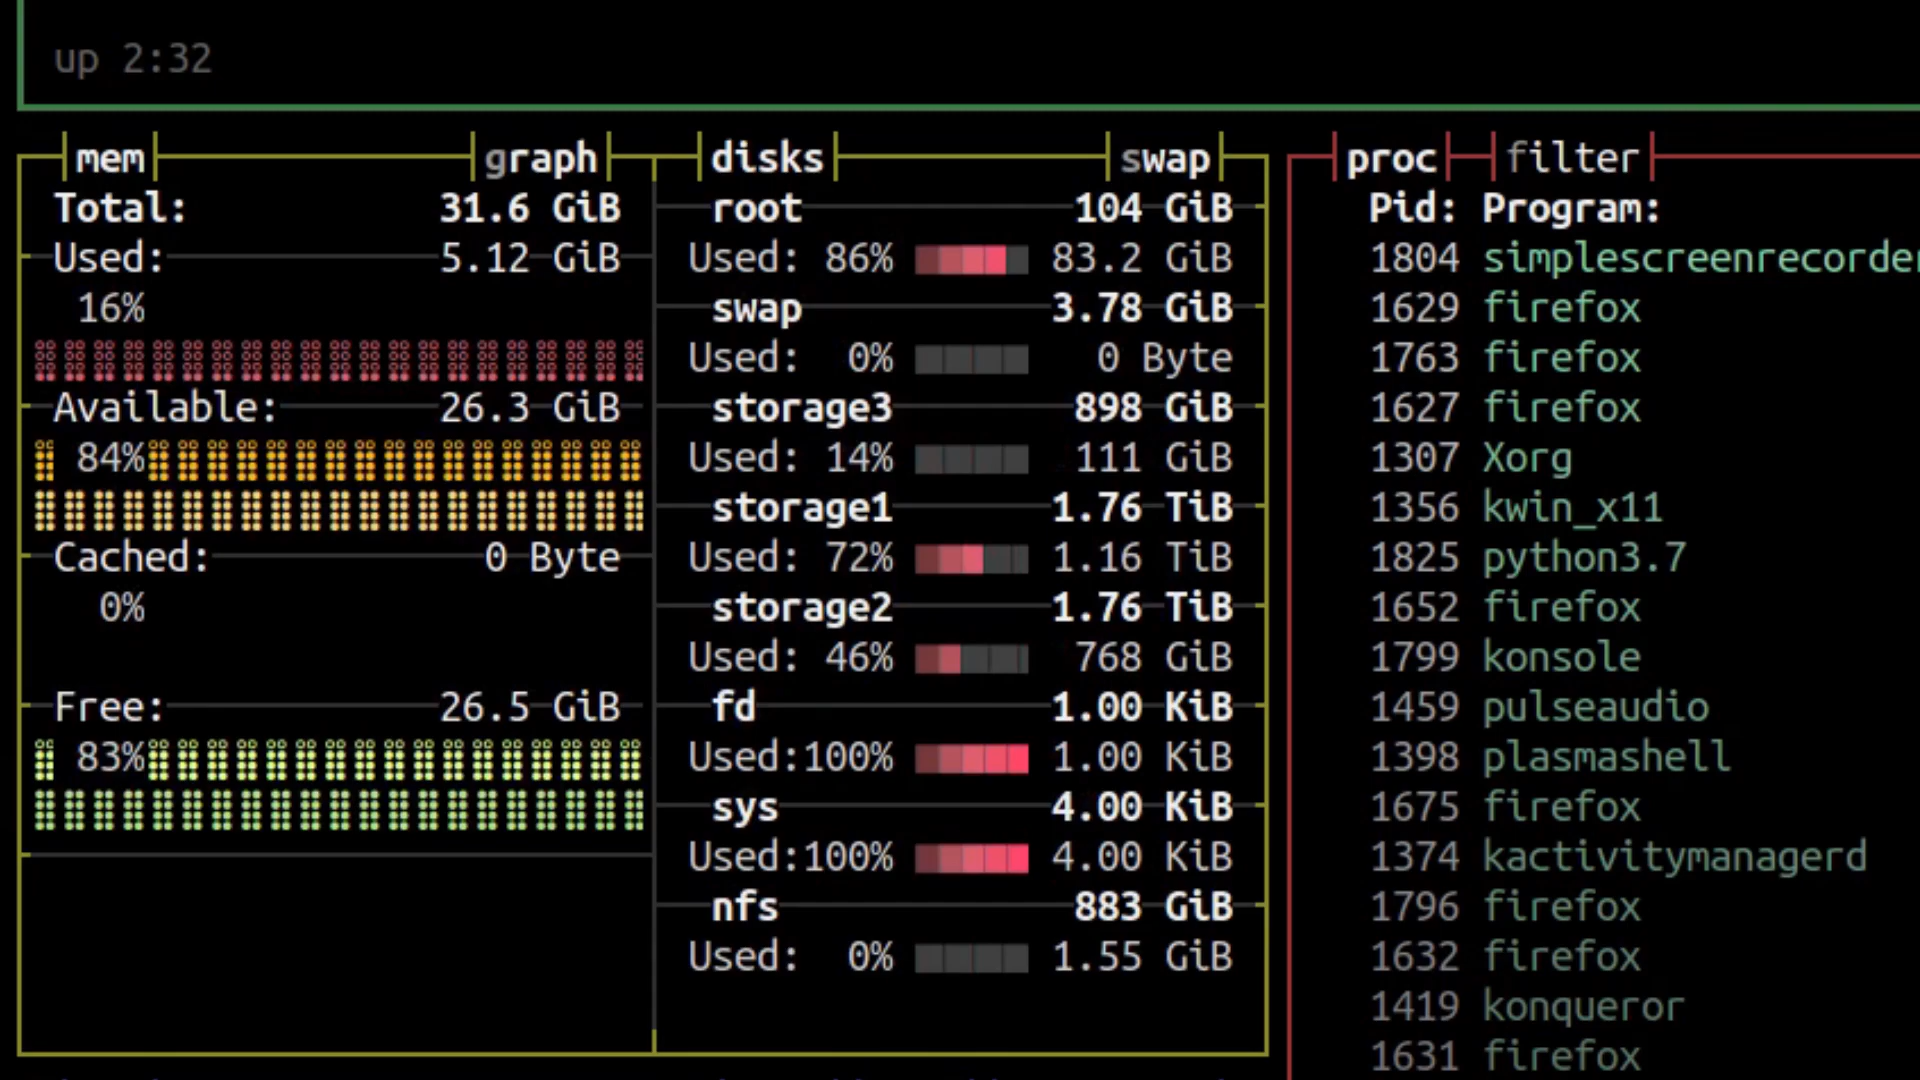 up 2:32
mem graph
Total: 31.6 GiB
Used: 5.12 GiB
16%
Available: 26.3 GiB
84%
Cached: 0 Byte
0%
Free: 26.5 GiB
83%
disks swap
root 104 GiB
Used: 86% 83.2 GiB
swap 3.78 GiB
Used: 0% 0 Byte
storage3 898 GiB
Used: 14% 111 GiB
storage1 1.76 TiB
Used: 72% 1.16 TiB
storage2 1.76 TiB
Used: 46% 768 GiB
fd 1.00 KiB
Used:100% 1.00 KiB
sys 4.00 KiB
Used:100% 4.00 KiB
nfs 883 GiB
Used: 0% 1.55 GiB
proc filter
Pid: Program:
1804 simplescreenrecorder
1629 firefox
1763 firefox
1627 firefox
1307 Xorg
1356 kwin_x11
1825 python3.7
1652 firefox
1799 konsole
1459 pulseaudio
1398 plasmashell
1675 firefox
1374 kactivitymanagerd
1796 firefox
1632 firefox
1419 konqueror
1631 firefox